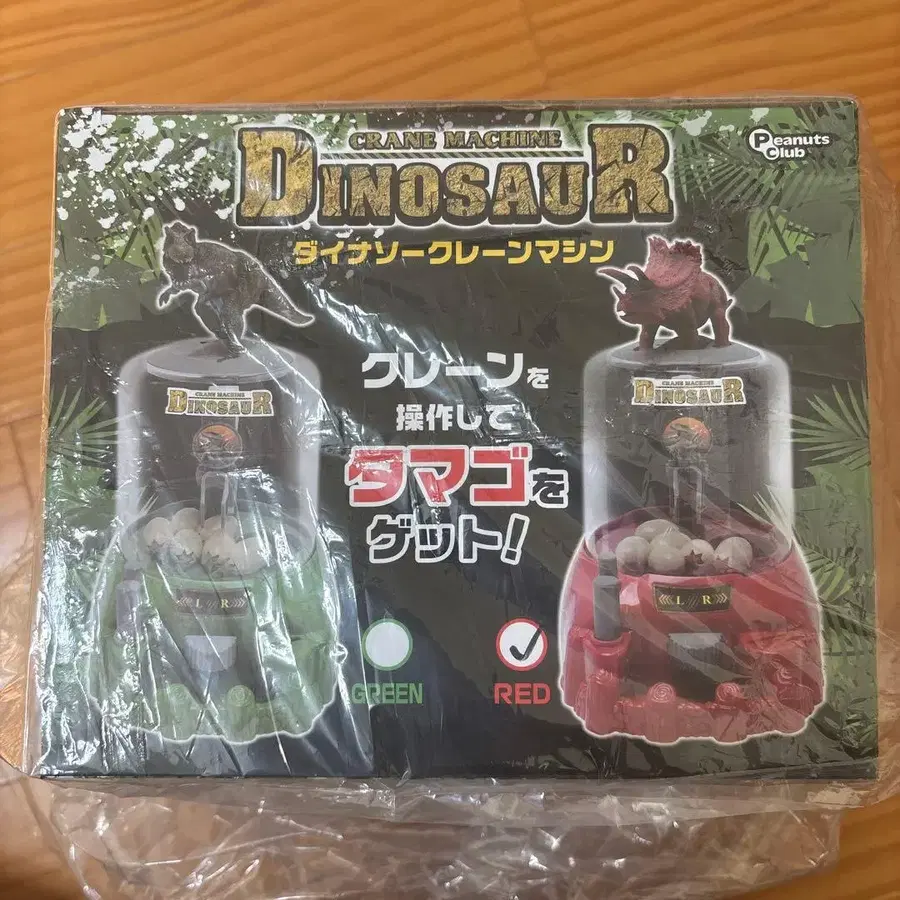 CRANE MACHINE
DINOSAUR
Peanuts
Club
ダイナソークレーンマシン
クレーンを
操作して
タマゴを
ゲット!
CRANE MACHINE
DINOSAUR
L R
CRANE MACHINE
DINOSAUR
L R
GREEN
RED